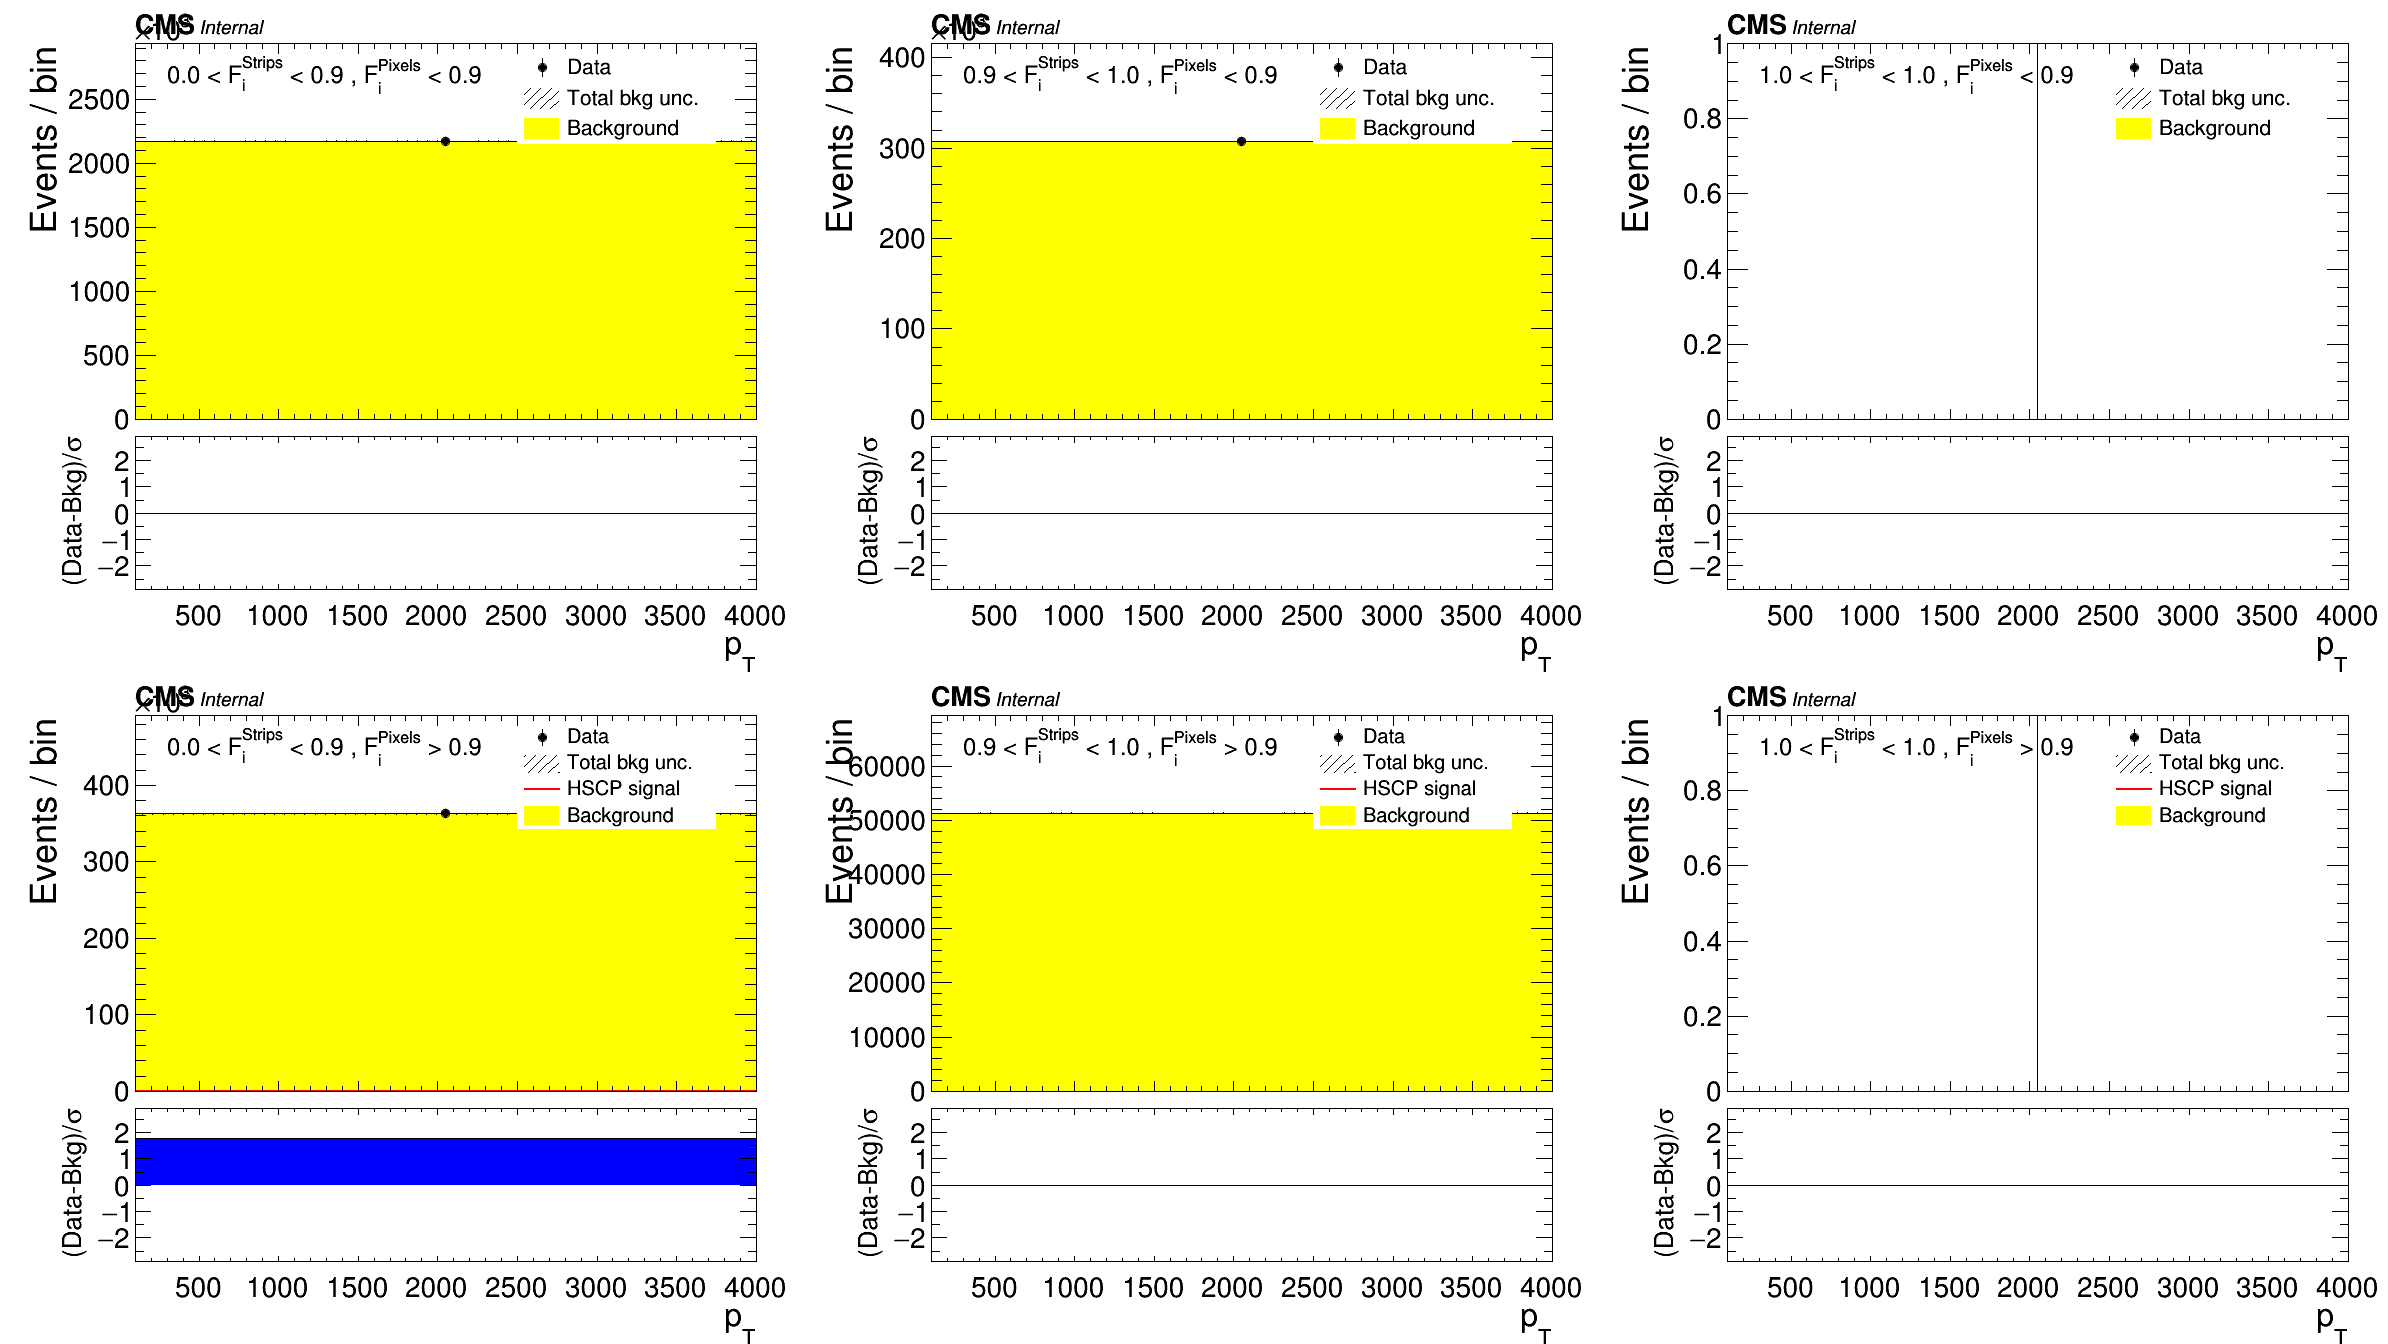 CMS Internal
Events / bin
0.0 < F_i^Strips < 0.9 , F_i^Pixels < 0.9
Data
Total bkg unc.
Background
2500
2000
1500
1000
500
0
(Data-Bkg)/σ
2
1
0
−1
−2
500 1000 1500 2000 2500 3000 3500 4000
p_T
CMS Internal
Events / bin
0.9 < F_i^Strips < 1.0 , F_i^Pixels < 0.9
Data
Total bkg unc.
Background
400
300
200
100
0
(Data-Bkg)/σ
2
1
0
−1
−2
500 1000 1500 2000 2500 3000 3500 4000
p_T
CMS Internal
Events / bin
1.0 < F_i^Strips < 1.0 , F_i^Pixels < 0.9
Data
Total bkg unc.
Background
1
0.8
0.6
0.4
0.2
0
(Data-Bkg)/σ
2
1
0
−1
−2
500 1000 1500 2000 2500 3000 3500 4000
p_T
CMS Internal
Events / bin
0.0 < F_i^Strips < 0.9 , F_i^Pixels > 0.9
Data
Total bkg unc.
HSCP signal
Background
400
300
200
100
0
(Data-Bkg)/σ
2
1
0
−1
−2
500 1000 1500 2000 2500 3000 3500 4000
p_T
CMS Internal
Events / bin
0.9 < F_i^Strips < 1.0 , F_i^Pixels > 0.9
Data
Total bkg unc.
HSCP signal
Background
60000
50000
40000
30000
20000
10000
0
(Data-Bkg)/σ
2
1
0
−1
−2
500 1000 1500 2000 2500 3000 3500 4000
p_T
CMS Internal
Events / bin
1.0 < F_i^Strips < 1.0 , F_i^Pixels > 0.9
Data
Total bkg unc.
HSCP signal
Background
1
0.8
0.6
0.4
0.2
0
(Data-Bkg)/σ
2
1
0
−1
−2
500 1000 1500 2000 2500 3000 3500 4000
p_T